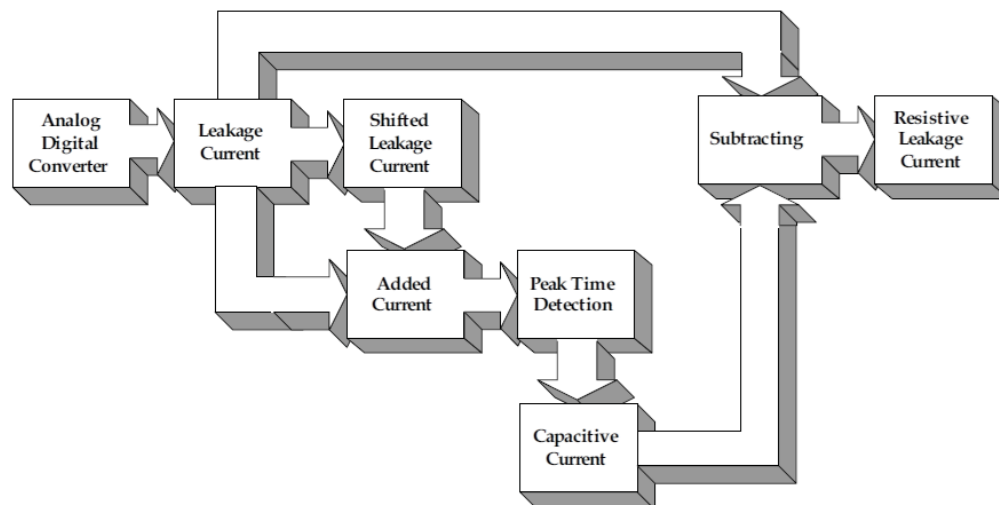 Analog
Digital
Converter
Leakage
Current
Shifted
Leakage
Current
Subtracting
Resistive
Leakage
Current
Added
Current
Peak Time
Detection
Capacitive
Current